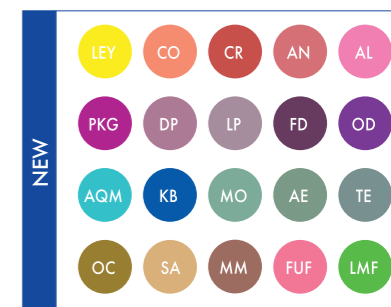 NEW
LEY CO CR AN AL
PKG DP LP FD OD
AQM KB MO AE TE
OC SA MM FUF LMF